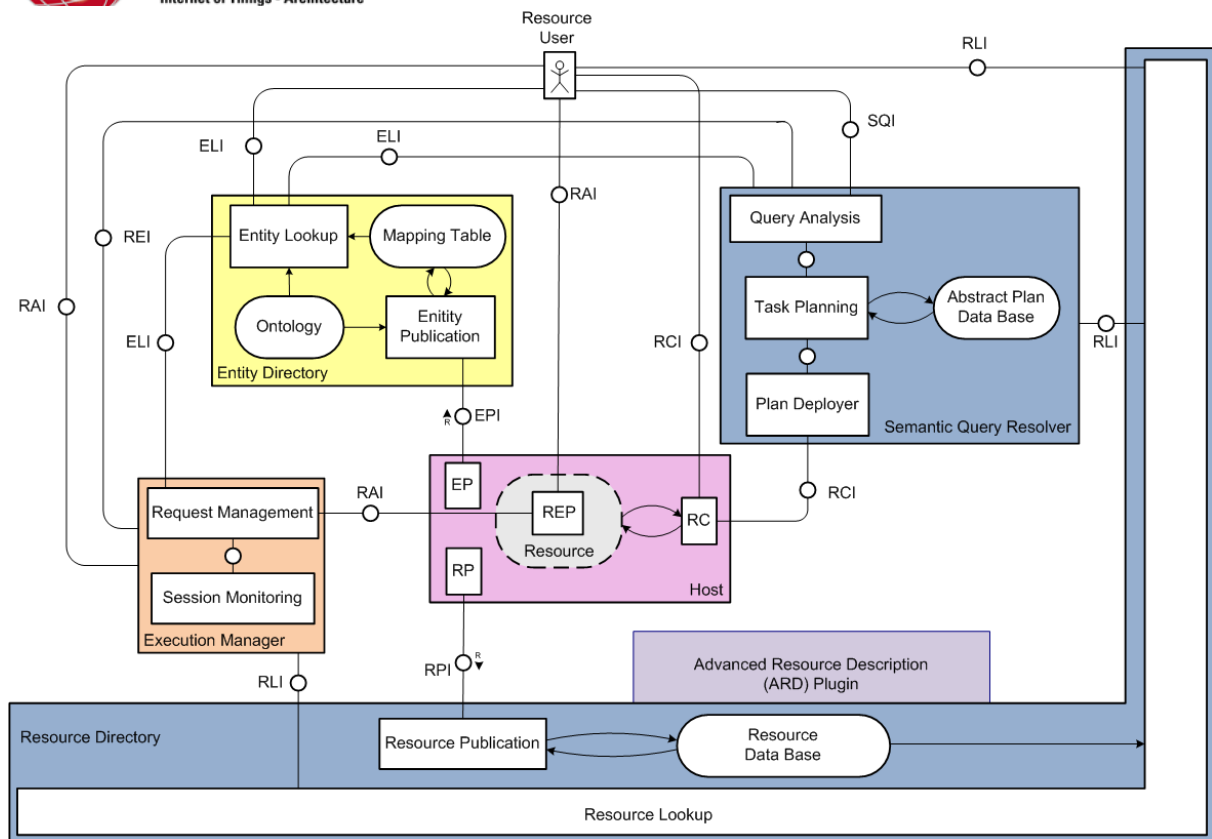 Internet of Things - Architecture
Resource
User
RLI
SQI
ELI
ELI
RAI
REI
Entity Lookup
Mapping Table
Query Analysis
RAI
Ontology
Enitity
Publication
Task Planning
Abstract Plan
Data Base
ELI
RCI
RLI
Entity Directory
Plan Deployer
R
EPI
Semantic Query Resolver
EP
RAI
RCI
Request Management
REP
RC
Resource
RP
Host
Session Monitoring
Execution Manager
RPI
R
RLI
Advanced Resource Description
(ARD) Plugin
Resource Directory
Resource Publication
Resource
Data Base
Resource Lookup